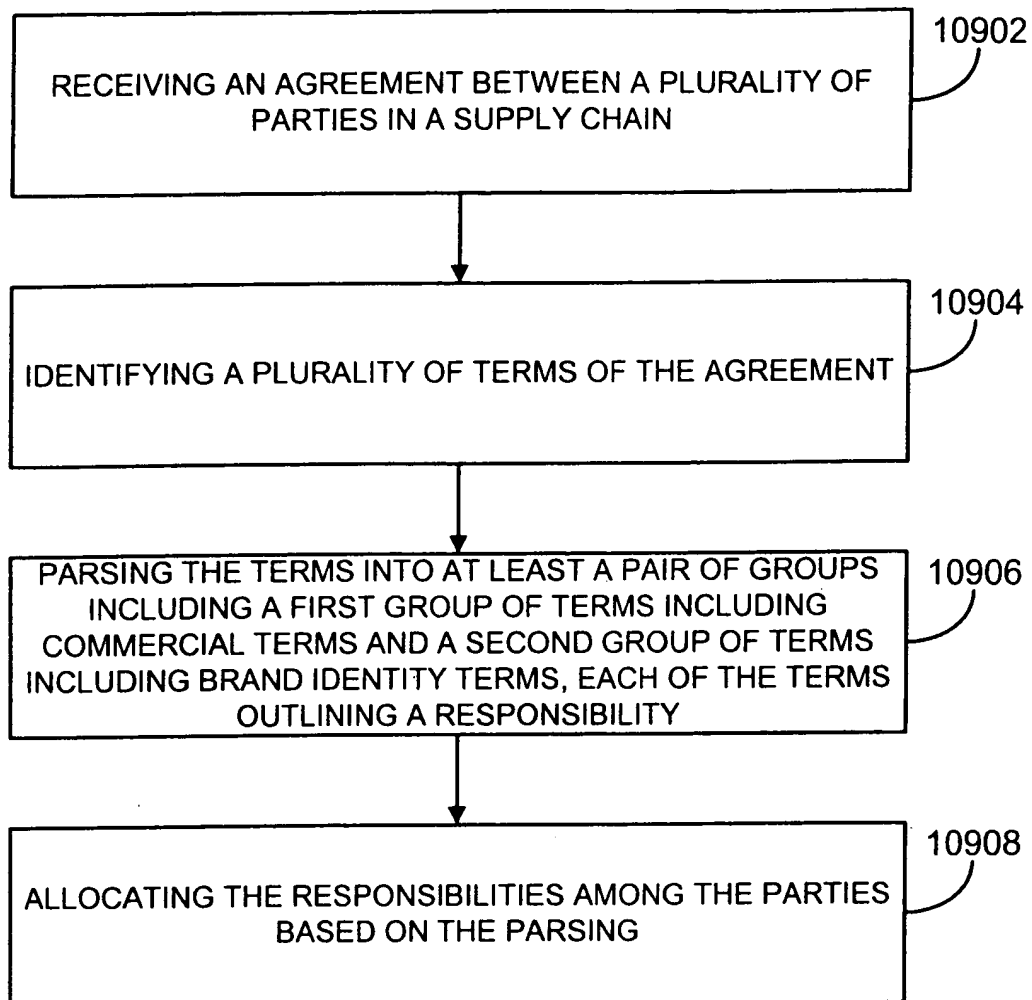 10902
RECEIVING AN AGREEMENT BETWEEN A PLURALITY OF
PARTIES IN A SUPPLY CHAIN
10904
IDENTIFYING A PLURALITY OF TERMS OF THE AGREEMENT
10906
PARSING THE TERMS INTO AT LEAST A PAIR OF GROUPS
INCLUDING A FIRST GROUP OF TERMS INCLUDING
COMMERCIAL TERMS AND A SECOND GROUP OF TERMS
INCLUDING BRAND IDENTITY TERMS, EACH OF THE TERMS
OUTLINING A RESPONSIBILITY
10908
ALLOCATING THE RESPONSIBILITIES AMONG THE PARTIES
BASED ON THE PARSING